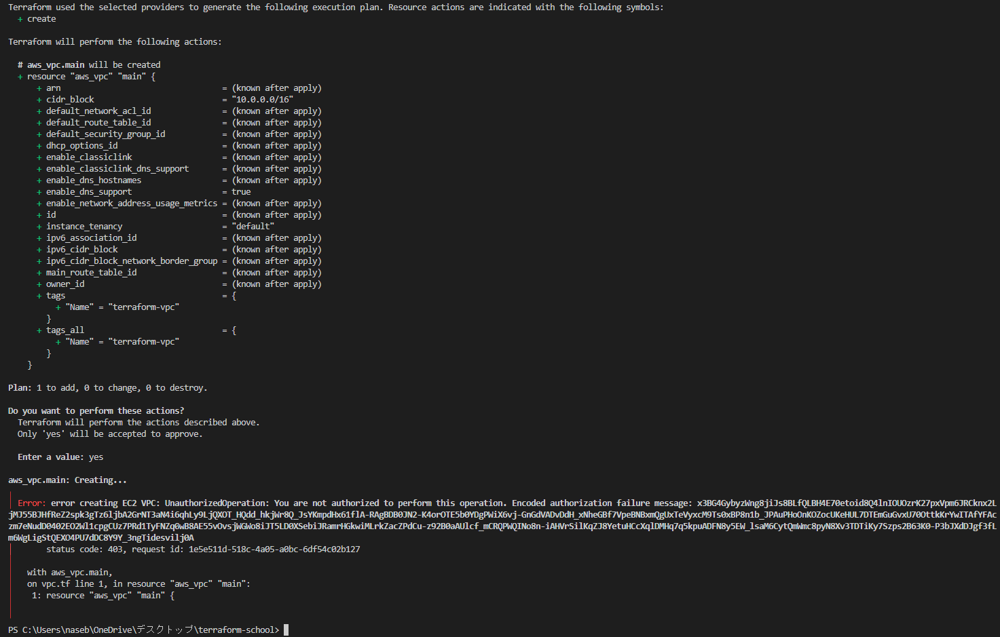 Terraform used the selected providers to generate the following execution plan. Resource actions are indicated with the following symbols:
+ create
Terraform will perform the following actions:
# aws_vpc.main will be created
+ resource "aws_vpc" "main" {
+ arn = (known after apply)
+ cidr_block = "10.0.0.0/16"
+ default_network_acl_id = (known after apply)
+ default_route_table_id = (known after apply)
+ default_security_group_id = (known after apply)
+ dhcp_options_id = (known after apply)
+ enable_classiclink = (known after apply)
+ enable_classiclink_dns_support = (known after apply)
+ enable_dns_hostnames = (known after apply)
+ enable_dns_support = true
+ enable_network_address_usage_metrics = (known after apply)
+ id = (known after apply)
+ instance_tenancy = "default"
+ ipv6_association_id = (known after apply)
+ ipv6_cidr_block = (known after apply)
+ ipv6_cidr_block_network_border_group = (known after apply)
+ main_route_table_id = (known after apply)
+ owner_id = (known after apply)
+ tags = {
+ "Name" = "terraform-vpc"
}
+ tags_all = {
+ "Name" = "terraform-vpc"
}
}
Plan: 1 to add, 0 to change, 0 to destroy.
Do you want to perform these actions?
Terraform will perform the actions described above.
Only 'yes' will be accepted to approve.
Enter a value: yes
aws_vpc.main: Creating...
Error: error creating EC2 VPC: UnauthorizedOperation: You are not authorized to perform this operation. Encoded authorization failure message:
status code: 403, request id: 1e5e511d-518c-4a05-a0bc-6df54c02b127
with aws_vpc.main,
on vpc.tf line 1, in resource "aws_vpc" "main":
1: resource "aws_vpc" "main" {
PS C:\Users\naseb\OneDrive\デスクトップ\terraform-school>